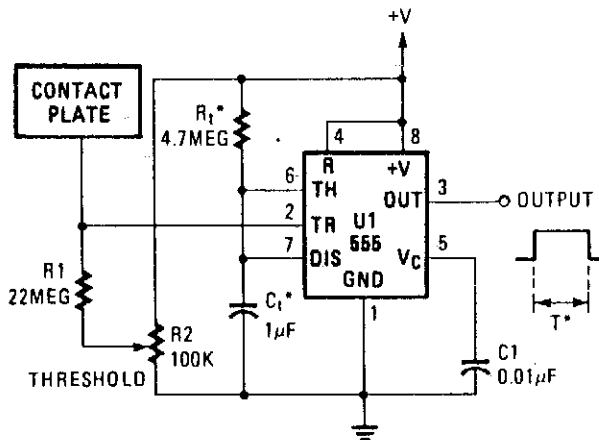 +V
CONTACT
PLATE
Rt*
4.7MEG
4
8
R
+V
6
TH
OUT
3
OUTPUT
2
TR
U1
555
7
DIS
VC
5
GND
1
R1
22MEG
R2
100K
THRESHOLD
Ct*
1μF
C1
0.01μF
T*